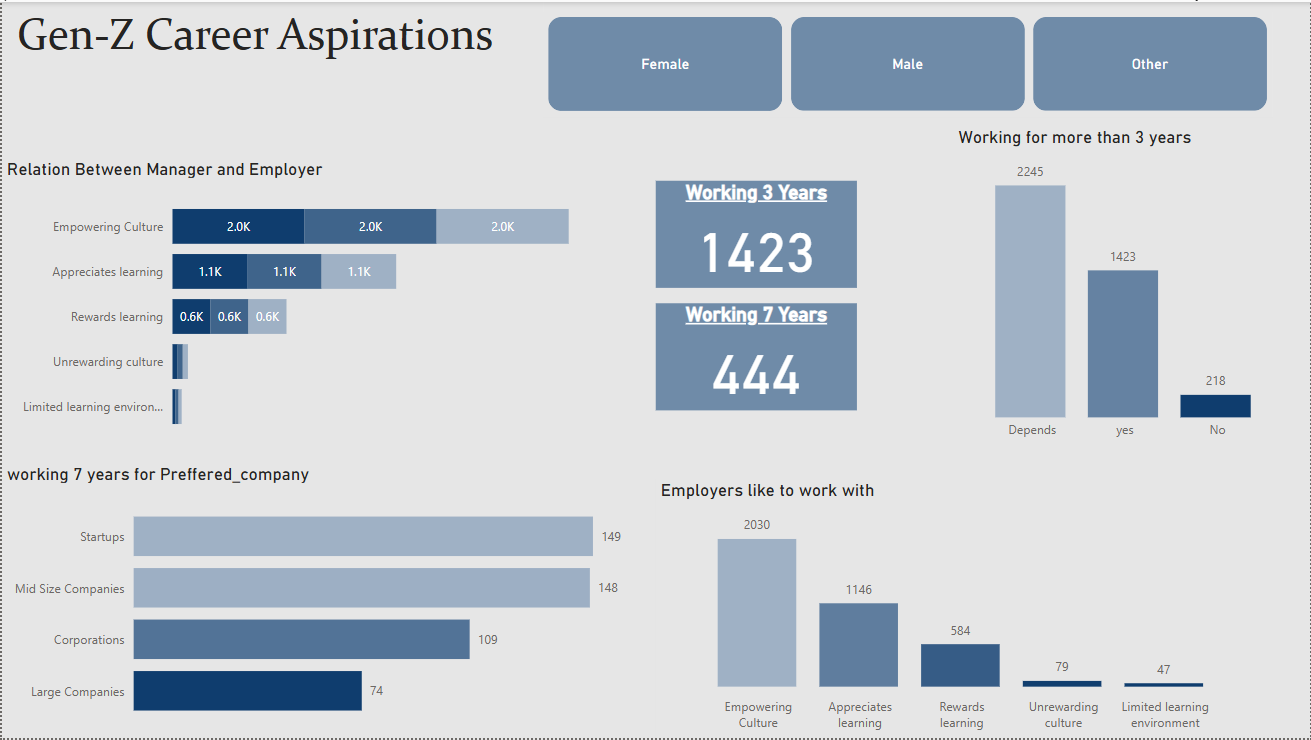 Gen-Z Career Aspirations
Female
Male
Other
Relation Between Manager and Employer
Empowering Culture
2.0K
2.0K
2.0K
Appreciates learning
1.1K
1.1K
1.1K
Rewards learning
0.6K
0.6K
0.6K
Unrewarding culture
Limited learning environ...
Working 3 Years
1423
Working 7 Years
444
Working for more than 3 years
2245
1423
218
Depends
yes
No
working 7 years for Preffered_company
Startups
149
Mid Size Companies
148
Corporations
109
Large Companies
74
Employers like to work with
2030
1146
584
79
47
Empowering
Culture
Appreciates
learning
Rewards
learning
Unrewarding
culture
Limited learning
environment